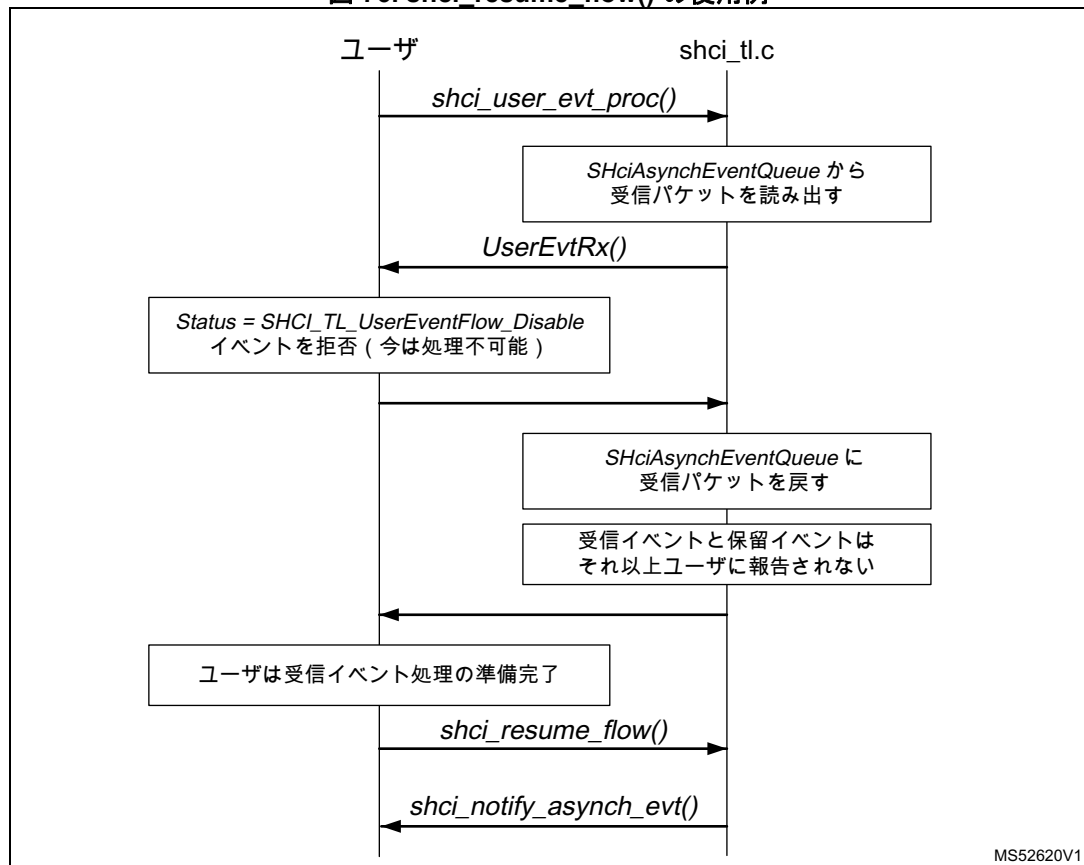 ユーザ
shci_tl.c
shci_user_evt_proc()
SHciAsynchEventQueue から
受信パケットを読み出す
UserEvtRx()
Status = SHCI_TL_UserEventFlow_Disable
イベントを拒否 ( 今は処理不可能 )
SHciAsynchEventQueue に
受信パケットを戻す
受信イベントと保留イベントは
それ以上ユーザに報告されない
ユーザは受信イベント処理の準備完了
shci_resume_flow()
shci_notify_asynch_evt()
MS52620V1